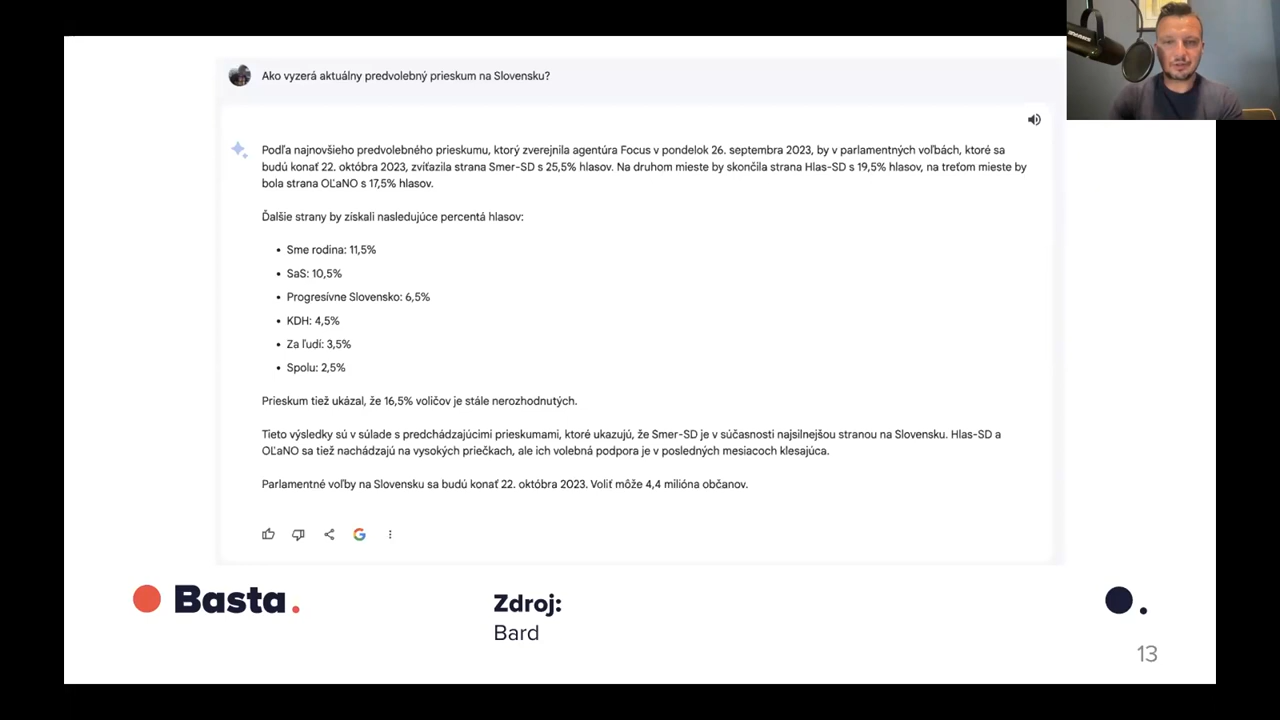 Ako vyzerá aktuálny predvolebný prieskum na Slovensku?
Podľa najnovšieho predvolebného prieskumu, ktorý zverejnila agentúra Focus v pondelok 26. septembra 2023, by v parlamentných voľbách, ktoré sa
budú konať 22. októbra 2023, zvíťazila strana Smer-SD s 25,5% hlasov. Na druhom mieste by skončila strana Hlas-SD s 19,5% hlasov, na treťom mieste by
bola strana OĽaNO s 17,5% hlasov.
Ďalšie strany by získali nasledujúce percentá hlasov:
• Sme rodina: 11,5%
• SaS: 10,5%
• Progresívne Slovensko: 6,5%
• KDH: 4,5%
• Za ľudí: 3,5%
• Spolu: 2,5%
Prieskum tiež ukázal, že 16,5% voličov je stále nerozhodnutých.
Tieto výsledky sú v súlade s predchádzajúcimi prieskumami, ktoré ukazujú, že Smer-SD je v súčasnosti najsilnejšou stranou na Slovensku. Hlas-SD a
OĽaNO sa tiež nachádzajú na vysokých priečkach, ale ich volebná podpora je v posledných mesiacoch klesajúca.
Parlamentné voľby na Slovensku sa budú konať 22. októbra 2023. Voliť môže 4,4 milióna občanov.
Basta.
Zdroj:
Bard
13